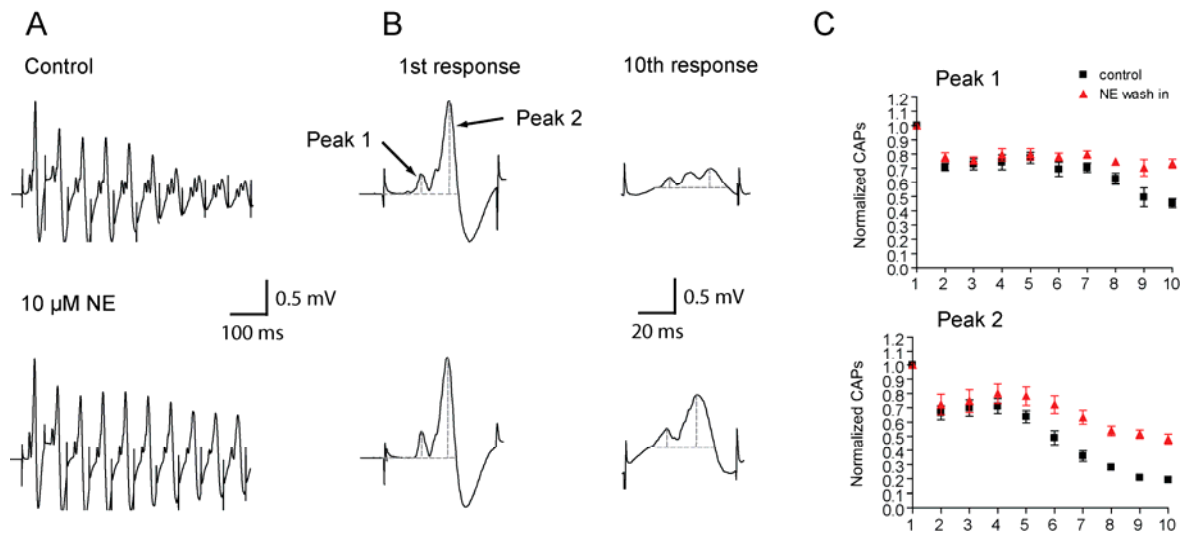 A
B
C
Control
1st response
10th response
Peak 1
Peak 2
10 μM NE
0.5 mV
100 ms
0.5 mV
20 ms
Peak 1
control
NE wash in
Normalized CAPs
1.2
1.1
1.0
0.9
0.8
0.7
0.6
0.5
0.4
0.3
0.2
0.1
0.0
1 2 3 4 5 6 7 8 9 10
Peak 2
Normalized CAPs
1.2
1.1
1.0
0.9
0.8
0.7
0.6
0.5
0.4
0.3
0.2
0.1
0.0
1 2 3 4 5 6 7 8 9 10